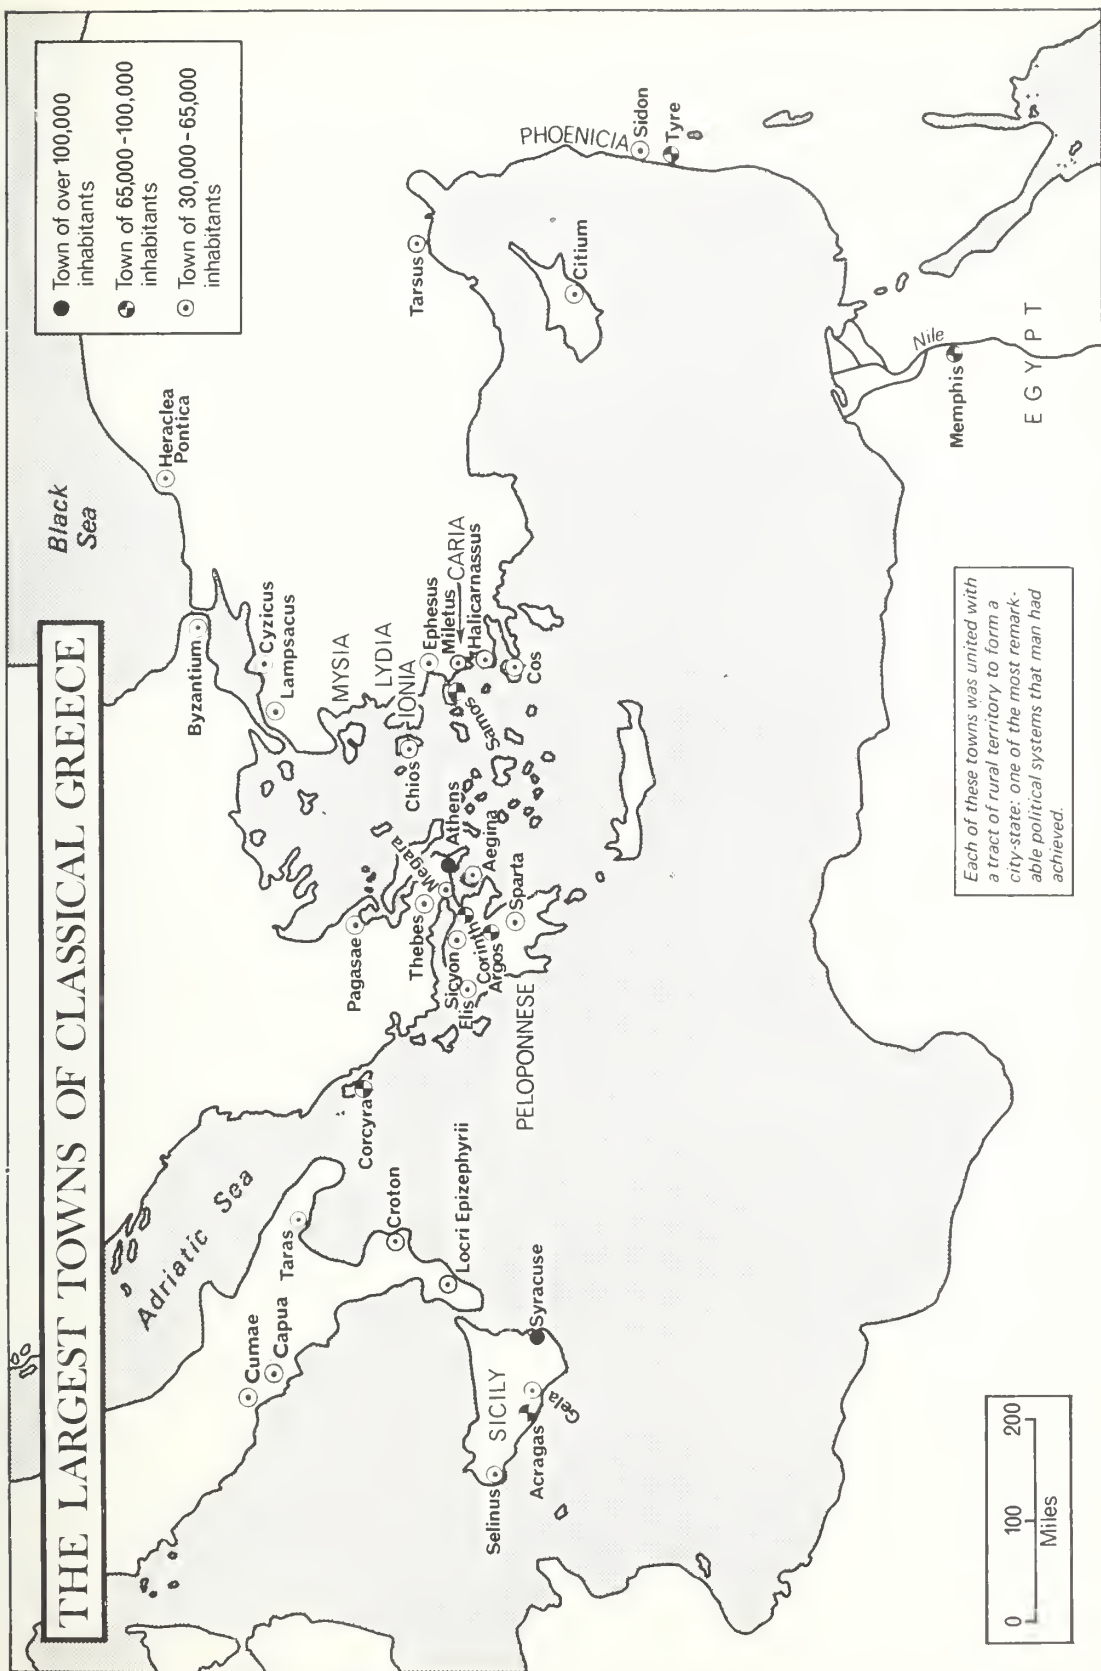 THE LARGEST TOWNS OF CLASSICAL GREECE
Town of over 100,000
inhabitants
Town of 65,000-100,000
inhabitants
Town of 30,000-65,000
inhabitants
Black
Sea
Heraclea
Pontica
Byzantium
Cyzicus
Lampsacus
MYSIA
LYDIA
IONIA
CARIA
Ephesus
Miletus
Halicarnassus
Cos
Samos
Chios
Tarsus
Citium
PHOENICIA
Sidon
Tyre
Nile
Memphis
EGYPT
Adriatic Sea
Cumae
Capua
Taras
Croton
Locri Epizephyrii
Corcyra
Pagasae
Thebes
Megara
Athens
Aegina
Sicyon
Corinth
Argos
Elis
Sparta
PELOPONNESE
SICILY
Syracuse
Gela
Acragas
Selinus
Each of these towns was united with
a tract of rural territory to form a
city-state: one of the most remark-
able political systems that man had
achieved.
0 100 200
Miles